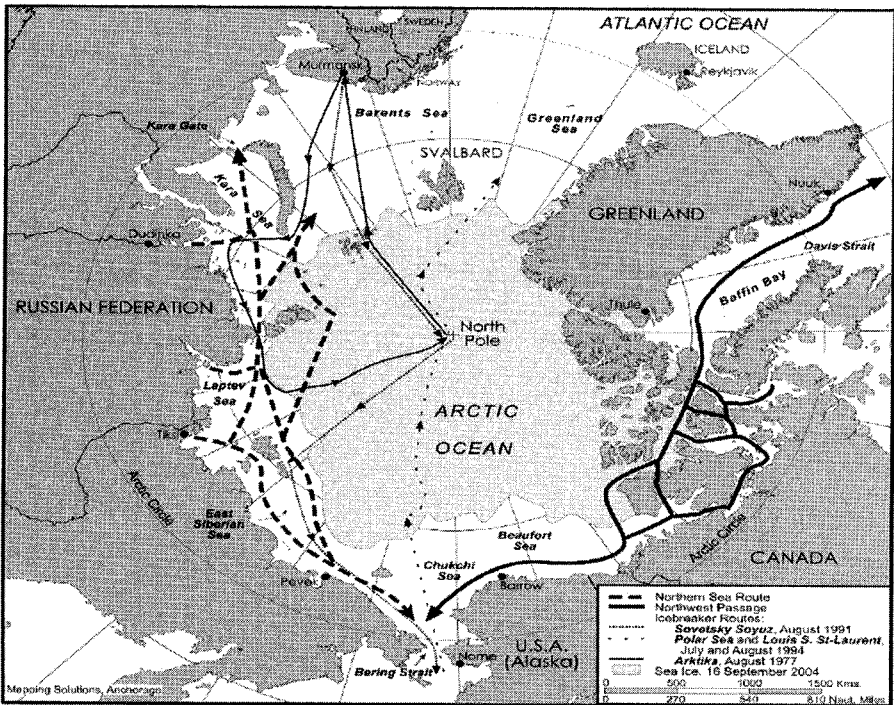 ATLANTIC OCEAN
SWEDEN
FINLAND
ICELAND
Murmansk
Reykjavik
NORWAY
Barents Sea
Greenland
Sea
Kara Gate
SVALBARD
Kara
Sea
Nuuk
GREENLAND
Dudinka
Davis Strait
Baffin Bay
RUSSIAN FEDERATION
Thule
North
Pole
Laptev
Sea
ARCTIC
OCEAN
Arctic Circle
East
Siberian
Sea
Beaufort
Sea
Arctic Circle
Chukchi
Sea
CANADA
Barrow
U.S.A.
(Alaska)
Nome
Bering Strait
Northern Sea Route
Northwest Passage
Icebreaker Routes:
Sovetsky Soyuz, August 1991
Polar Sea and Louis S. St-Laurent,
July and August 1994
Arktika, August 1977
Sea Ice, 16 September 2004
0 500 1000 1500 Kms.
0 270 540 810 Naut. Miles
Mapping Solutions, Anchorage